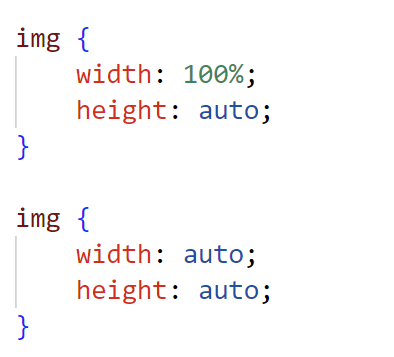 img {
    width: 100%;
    height: auto;
}

img {
    width: auto;
    height: auto;
}